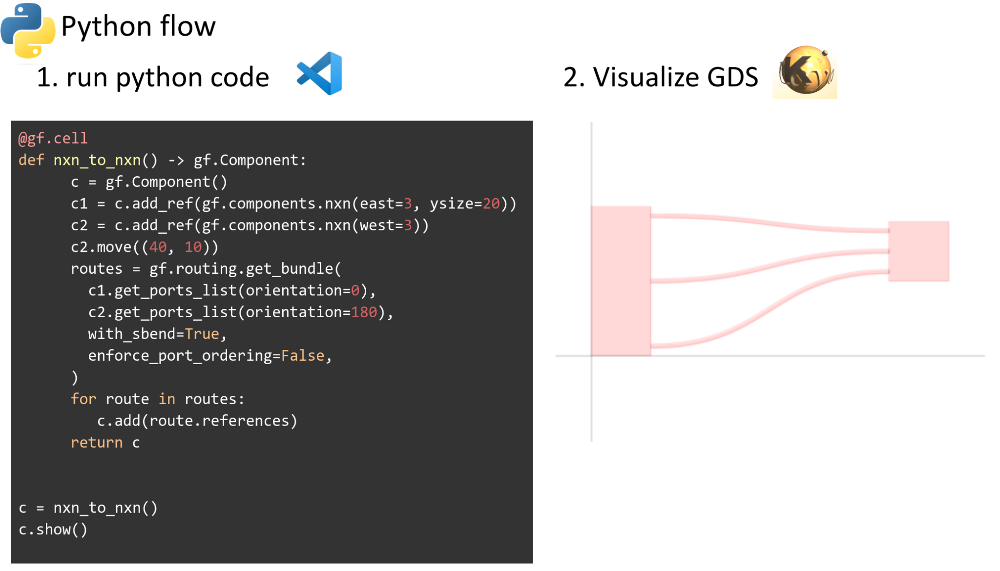 Python flow
1. run python code
2. Visualize GDS
@gf.cell
def nxn_to_nxn() -> gf.Component:
      c = gf.Component()
      c1 = c.add_ref(gf.components.nxn(east=3, ysize=20))
      c2 = c.add_ref(gf.components.nxn(west=3))
      c2.move((40, 10))
      routes = gf.routing.get_bundle(
        c1.get_ports_list(orientation=0),
        c2.get_ports_list(orientation=180),
        with_sbend=True,
        enforce_port_ordering=False,
      )
      for route in routes:
         c.add(route.references)
      return c
c = nxn_to_nxn()
c.show()